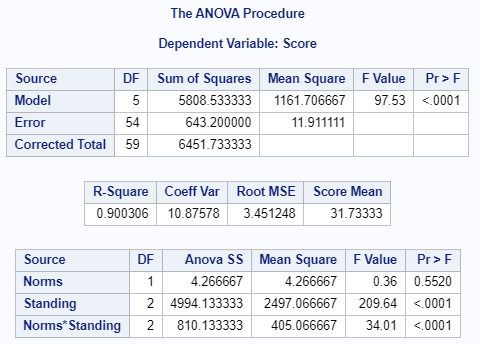 The ANOVA Procedure
Dependent Variable: Score
Source DF Sum of Squares Mean Square F Value Pr > F
Model 5 5808.533333 1161.706667 97.53 <.0001
Error 54 643.200000 11.911111
Corrected Total 59 6451.733333
R-Square Coeff Var Root MSE Score Mean
0.900306 10.87578 3.451248 31.73333
Source DF Anova SS Mean Square F Value Pr > F
Norms 1 4.266667 4.266667 0.36 0.5520
Standing 2 4994.133333 2497.066667 209.64 <.0001
Norms*Standing 2 810.133333 405.066667 34.01 <.0001